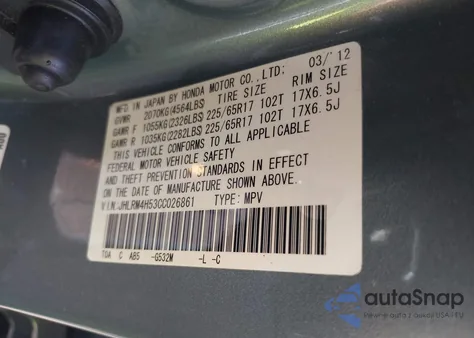 MFD. IN JAPAN BY HONDA MOTOR CO., LTD; 03/'12
GVWR 2070KG(4564LBS TIRE SIZE RIM SIZE
GAWR F 1055KG(2326LBS 225/65R17 102T 17X6.5J
GAWR R 1035KG(2282LBS 225/65R17 102T 17X6.5J
THIS VEHICLE CONFORMS TO ALL APPLICABLE
FEDERAL MOTOR VEHICLE SAFETY
AND THEFT PREVENTION STANDARDS IN EFFECT
ON THE DATE OF MANUFACTURE SHOWN ABOVE.
V.I.N:JHLRM4H53CC026861 TYPE: MPV
TOA C AB5 -G532M -L -C
autoSnap